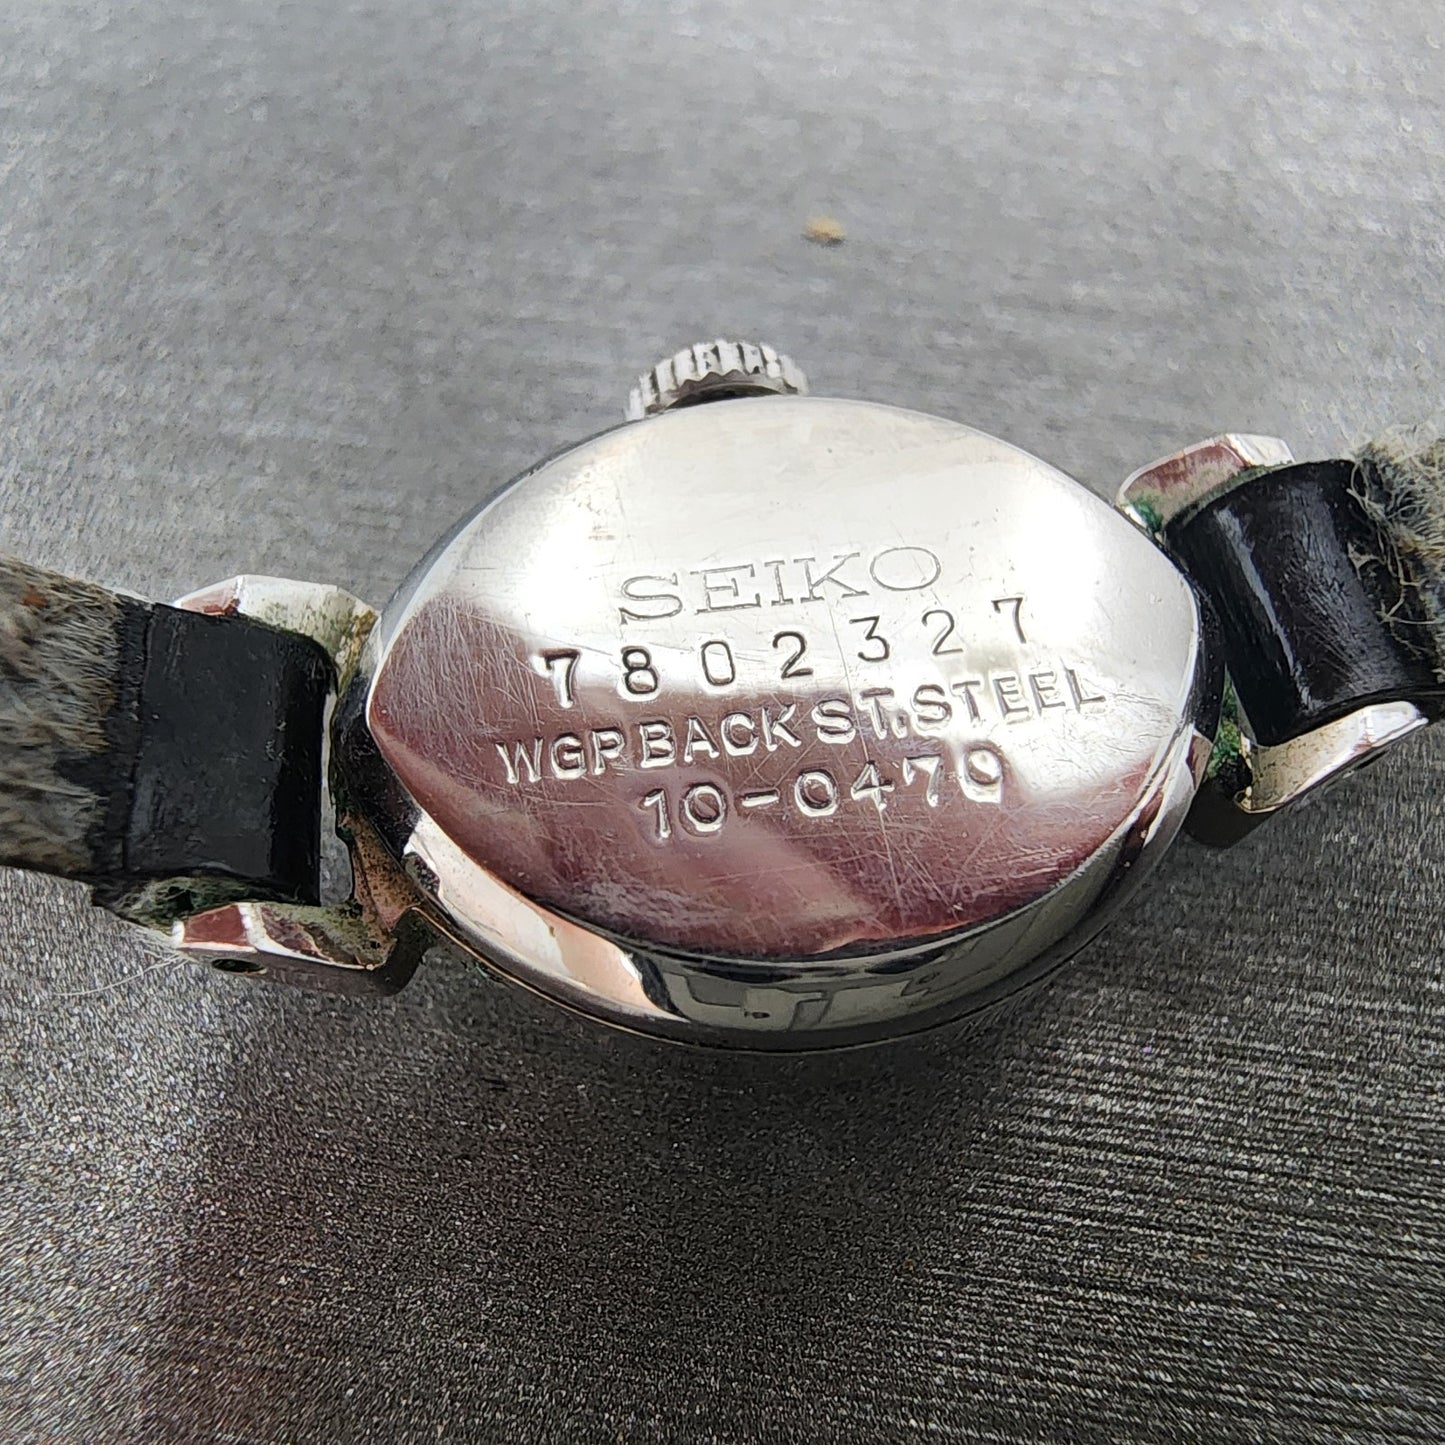 SEIKO
7802327
WGP BACK ST. STEEL
10-0470